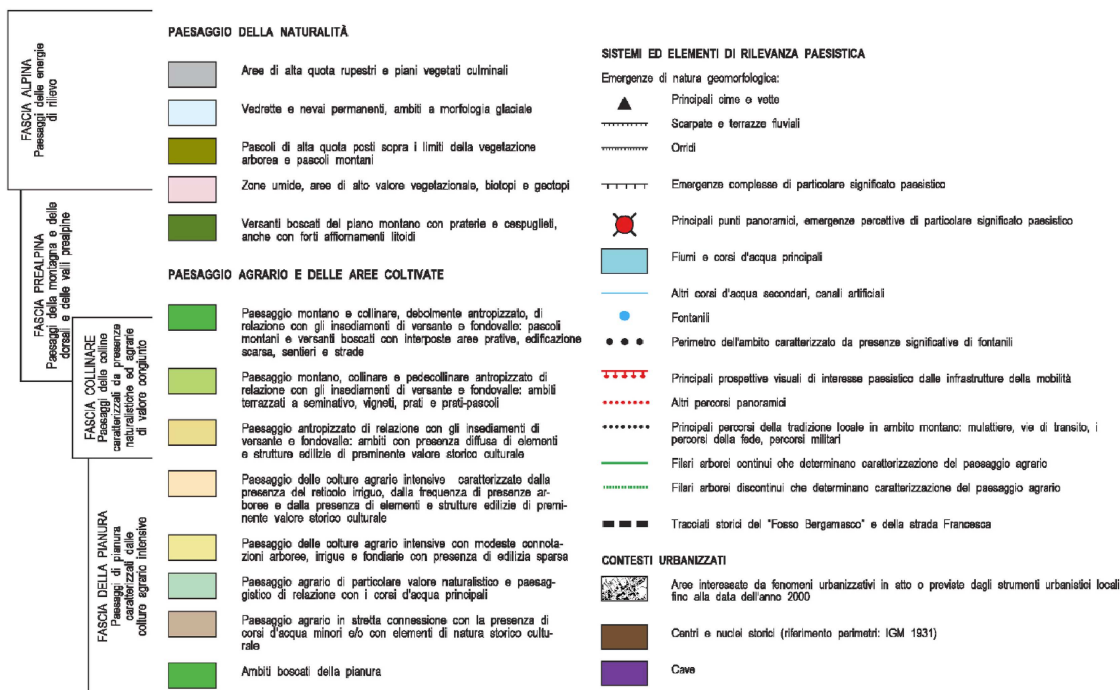 FASCIA ALPINA
Paesaggi delle energie
di rilievo
FASCIA PREALPINA
Paesaggi della montagna e delle
dorsali e delle valli prealpine
FASCIA COLLINARE
Paesaggi delle colline
caratterizzati da presenze
naturalistiche ed agrarie
di valore congiunto
FASCIA DELLA PIANURA
Paesaggi di pianura
caratterizzati dalle
colture agrario intensive
PAESAGGIO DELLA NATURALITÀ
Aree di alta quota rupestri e piani vegetati culminali
Vedrette e nevai permanenti, ambiti a morfologia glaciale
Pascoli di alta quota posti sopra i limiti della vegetazione
arborea e pascoli montani
Zone umide, aree di alto valore vegetazionale, biotopi e geotopi
Versanti boscati del piano montano con praterie e cespuglieti,
anche con forti affiornamenti litoidi
PAESAGGIO AGRARIO E DELLE AREE COLTIVATE
Paesaggio montano e collinare, debolmente antropizzato, di
relazione con gli insediamenti di versante e fondovalle: pascoli
montani e versanti boscati con interposte aree prative, edificazione
scarsa, sentieri e strade
Paesaggio montano, collinare e pedecollinare antropizzato di
relazione con gli insediamenti di versante e fondovalle: ambiti
terrazzati a seminativo, vigneti, prati e prati-pascoli
Paesaggio antropizzato di relazione con gli insediamenti di
versante e fondovalle: ambiti con presenza diffusa di elementi
e strutture edilizie di preminente valore storico culturale
Paesaggio delle colture agrario intensive caratterizzate dalla
presenza del reticolo irriguo, dalla frequenza di presenze ar-
boree e dalla presenza di elementi e strutture edilizie di premi-
nente valore storico culturale
Paesaggio delle colture agrario intensive con modeste connota-
zioni arboree, irrigue e fondiarie con presenza di edilizia sparsa
Paesaggio agrario di particolare valore naturalistico e paesag-
gistico di relazione con i corsi d'acqua principali
Paesaggio agrario in stretta connessione con la presenza di
corsi d'acqua minori e/o con elementi di natura storico cultu-
rale
Ambiti boscati della pianura
SISTEMI ED ELEMENTI DI RILEVANZA PAESISTICA
Emergenze di natura geomorfologica:
Principali cime e vette
Scarpate e terrazze fluviali
Orridi
Emergenze complesse di particolare significato paesistico
Principali punti panoramici, emergenze percettive di particolare significato paesistico
Fiumi e corsi d'acqua principali
Altri corsi d'acqua secondari, canali artificiali
Fontanili
Perimetro dell'ambito caratterizzato da presenze significative di fontanili
Principali prospettive visuali di interesse paesistico dalle infrastrutture della mobilità
Altri percorsi panoramici
Principali percorsi della tradizione locale in ambito montano: mulattiere, vie di transito, i
percorsi della fede, percorsi militari
Filari arborei continui che determinano caratterizzazione del paesaggio agrario
Filari arborei discontinui che determinano caratterizzazione del paesaggio agrario
Tracciati storici del "Fosso Bergamasco" e della strada Francesca
CONTESTI URBANIZZATI
Aree interessate da fenomeni urbanizzativi in atto o previste dagli strumenti urbanistici locali
fino alla data dell'anno 2000
Centri e nuclei storici (riferimento perimetri: IGM 1931)
Cave